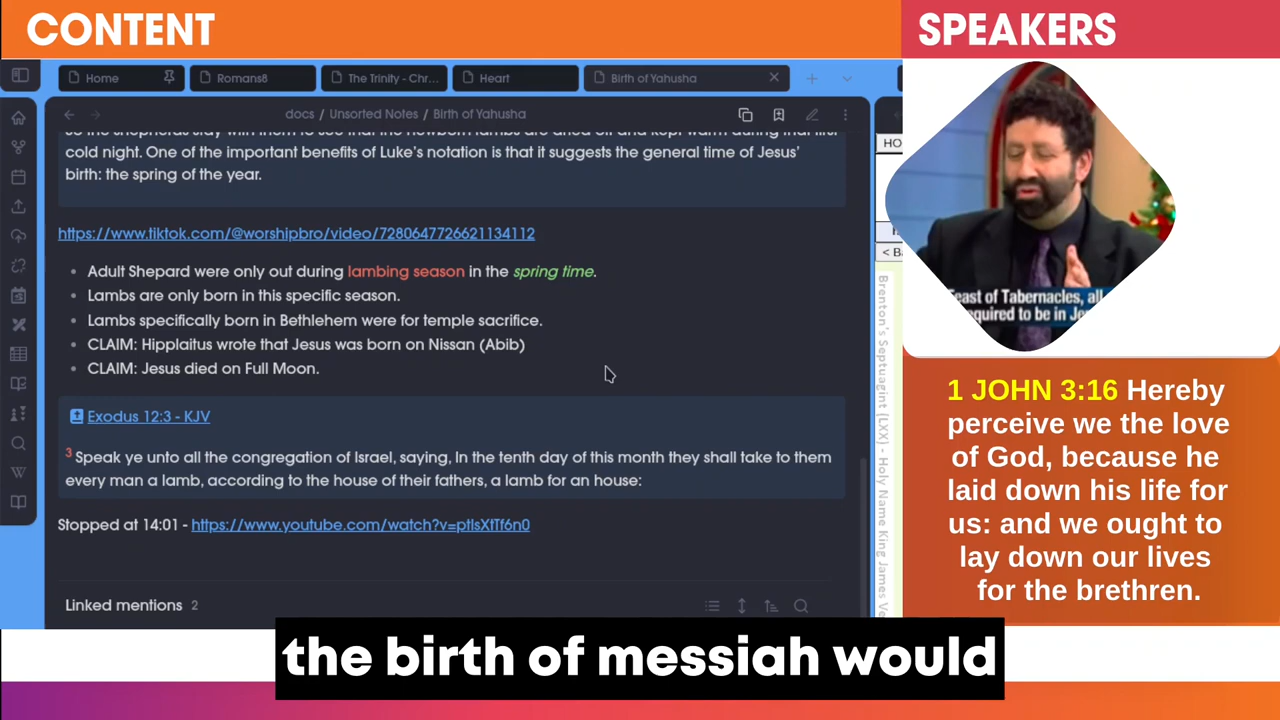 CONTENT
SPEAKERS
Home
Romans8
The Trinity - Chr...
Heart
Birth of Yahusha
docs / Unsorted Notes / Birth of Yahusha
cold night. One of the important benefits of Luke's notation is that it suggests the general time of Jesus'
birth: the spring of the year.
https://www.tiktok.com/@worshipbro/video/7280647726621134112
• Adult Shepard were only out during lambing season in the spring time.
• Lambs are only born in this specific season.
• Lambs specifically born in Bethlehem were for temple sacrifice.
• CLAIM: Hipplaitus wrote that Jesus was born on Nissan (Abib)
• CLAIM: Jesus died on Full Moon.
Exodus 12:3 - KJV
3 Speak ye unto all the congregation of Israel, saying, In the tenth day of this month they shall take to them
every man a lamb, according to the house of their fathers, a lamb for an house:
Stopped at 14:01 - https://www.youtube.com/watch?v=ptlsXfTf6n0
Linked mentions 2
HO
< B
Brenton's Septuagint (LXX) - Holy Name King James Ve
east of Tabernacles, all
quired to be in Je
1 JOHN 3:16 Hereby
perceive we the love
of God, because he
laid down his life for
us: and we ought to
lay down our lives
for the brethren.
the birth of messiah would